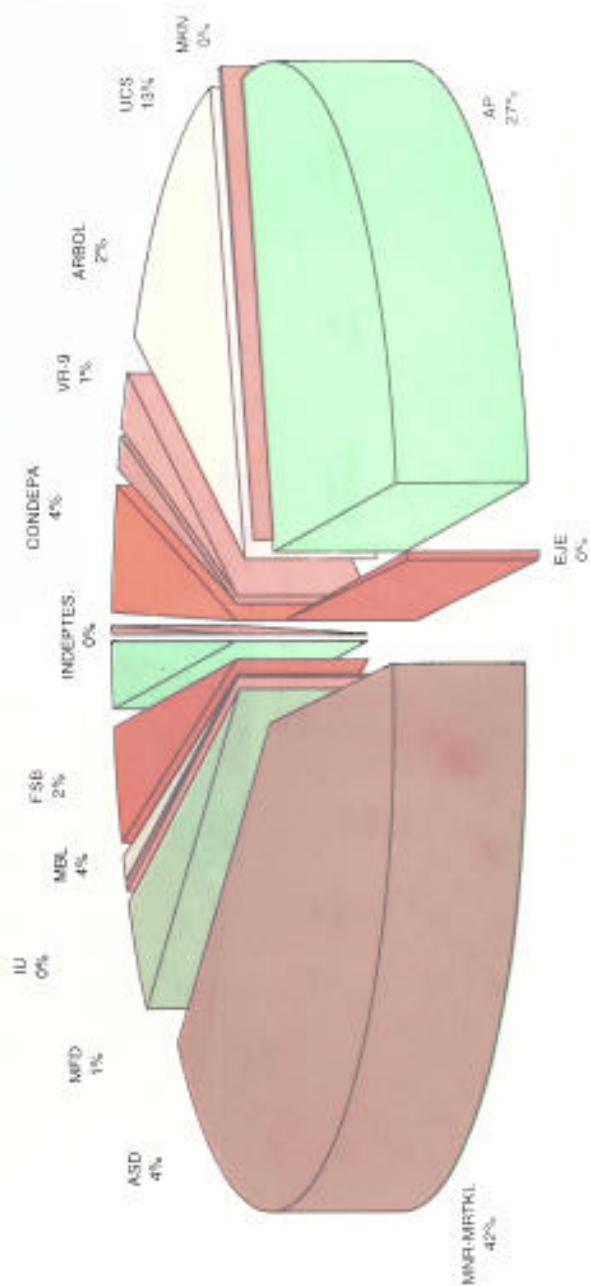 MKN
0%
UCS
13%
ARBOL
2%
VR-9
1%
CONDEPA
4%
INDEPTES.
0%
FSB
2%
MBL
4%
IU
0%
MFD
1%
ASD
4%
MNR-MRTKL
42%
EJE
0%
AP
27%